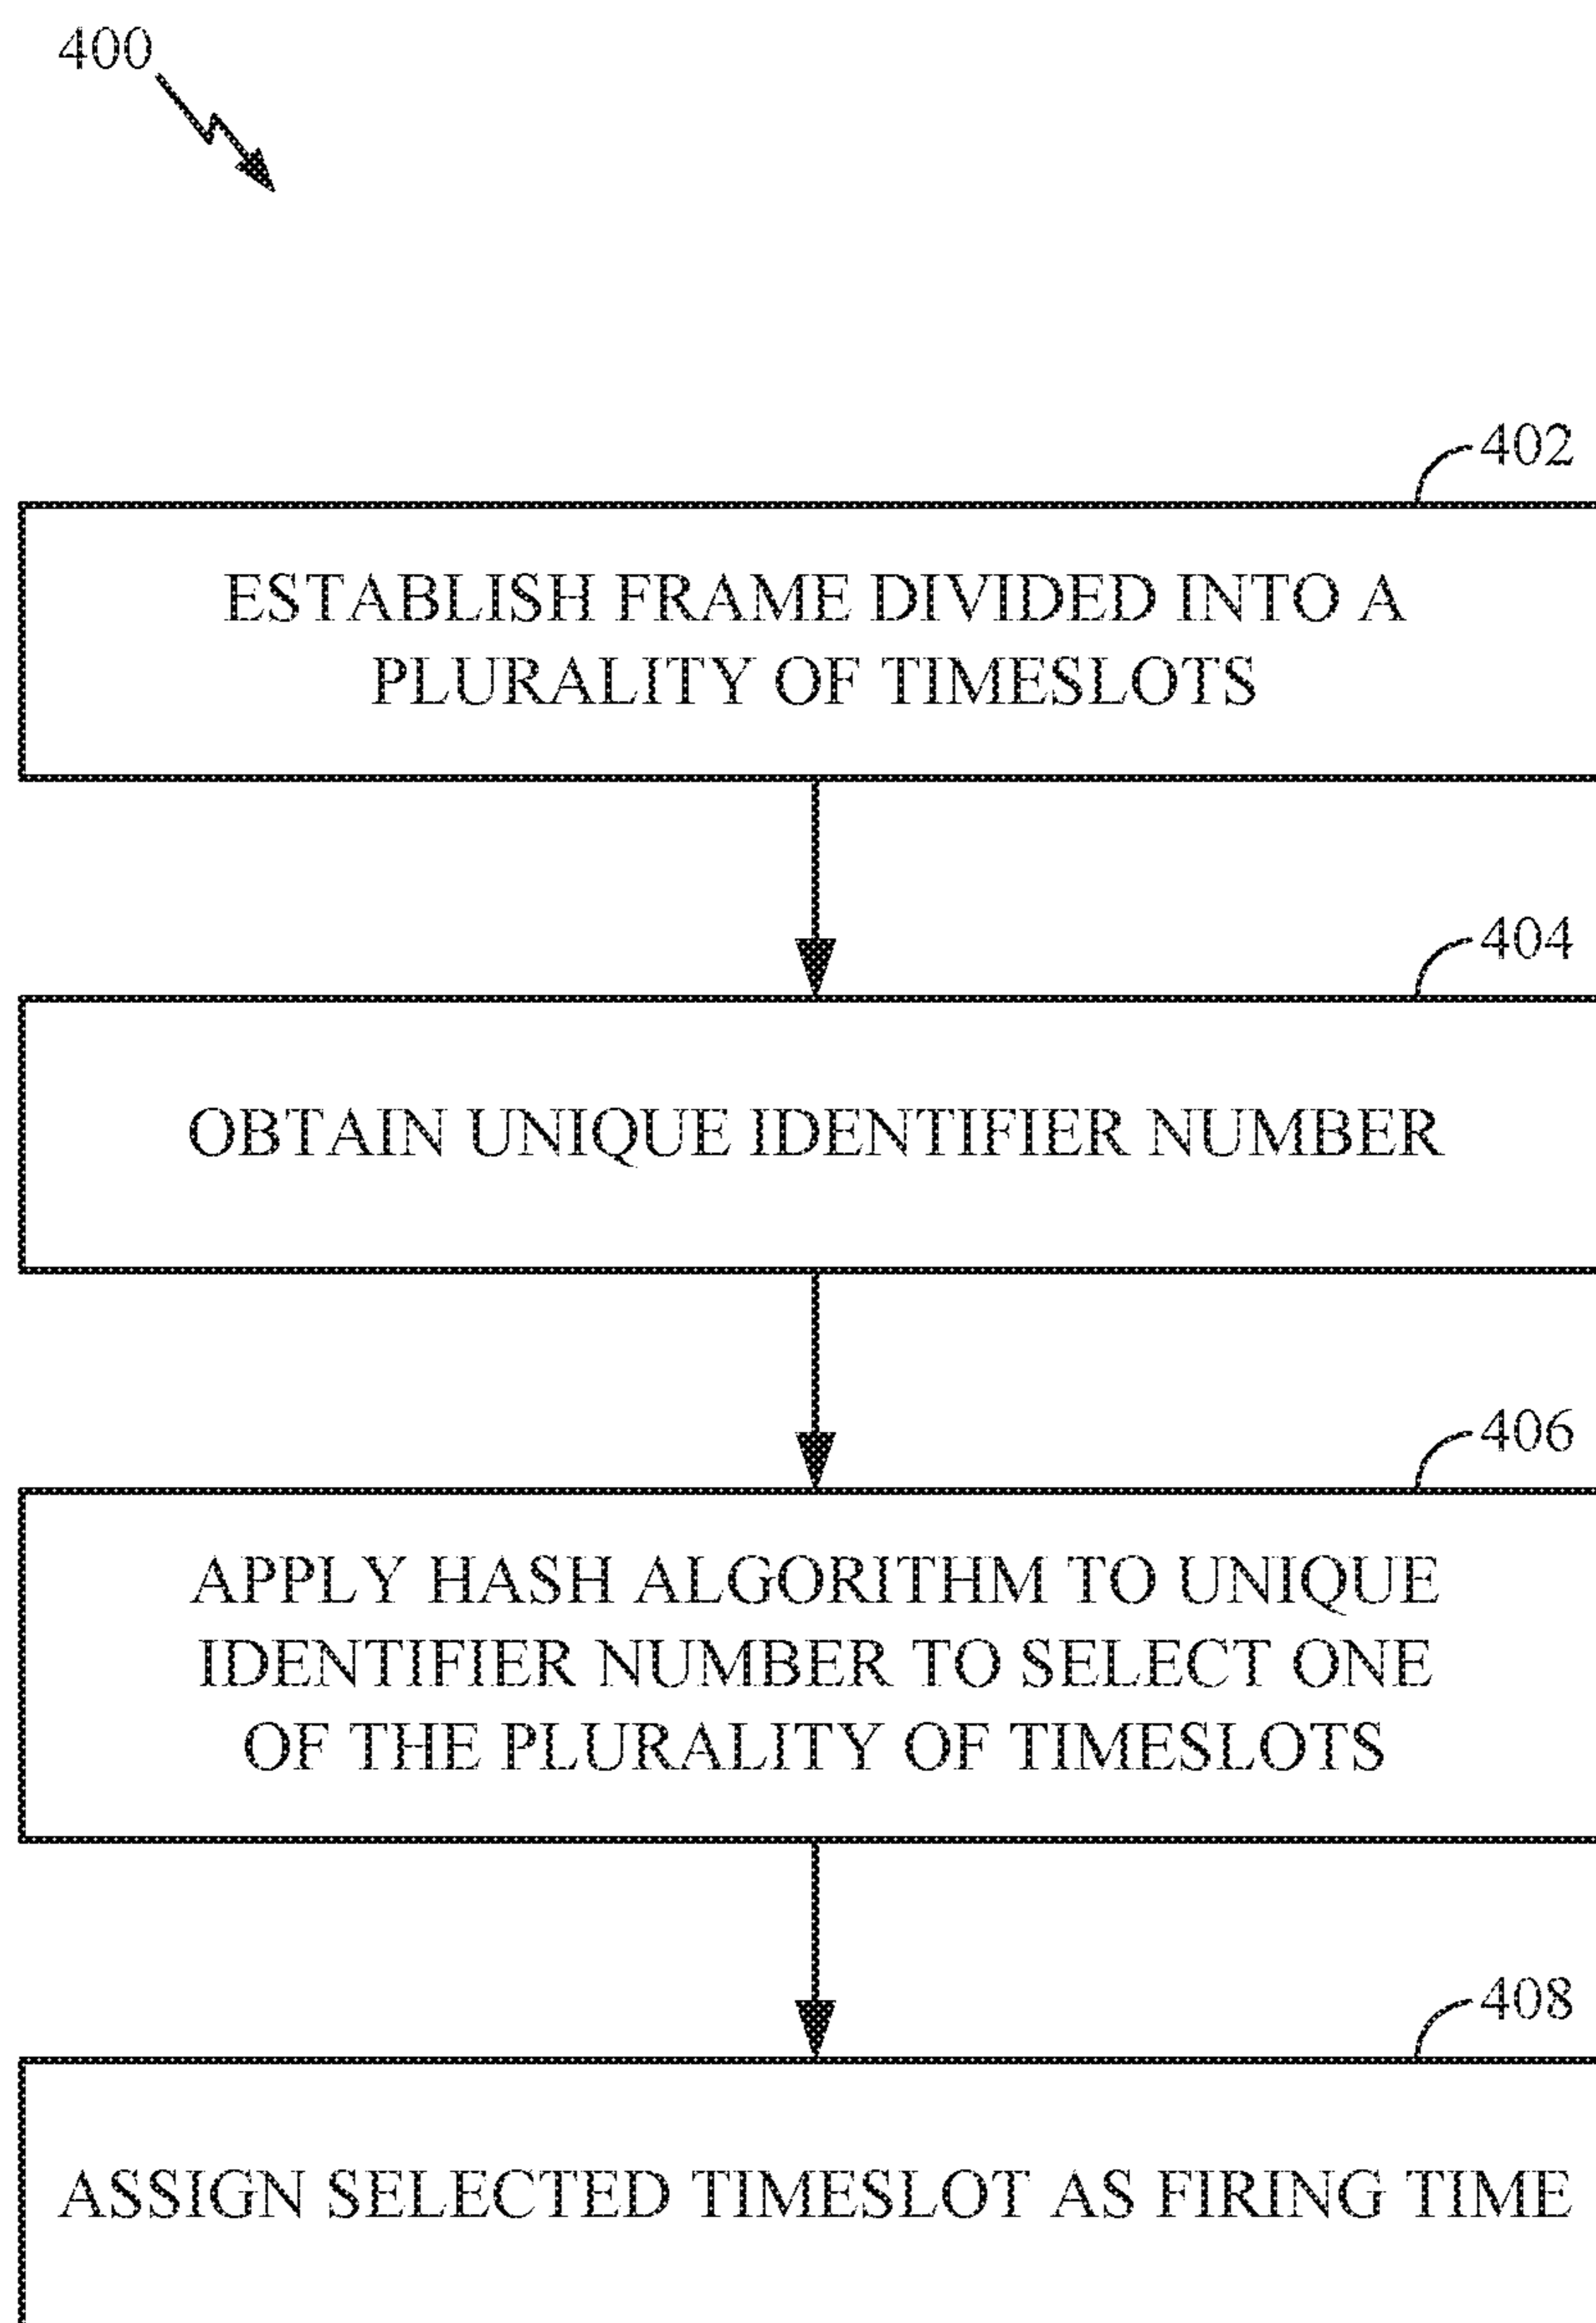 400
402
ESTABLISH FRAME DIVIDED INTO A
PLURALITY OF TIMESLOTS
404
OBTAIN UNIQUE IDENTIFIER NUMBER
406
APPLY HASH ALGORITHM TO UNIQUE
IDENTIFIER NUMBER TO SELECT ONE
OF THE PLURALITY OF TIMESLOTS
408
ASSIGN SELECTED TIMESLOT AS FIRING TIME